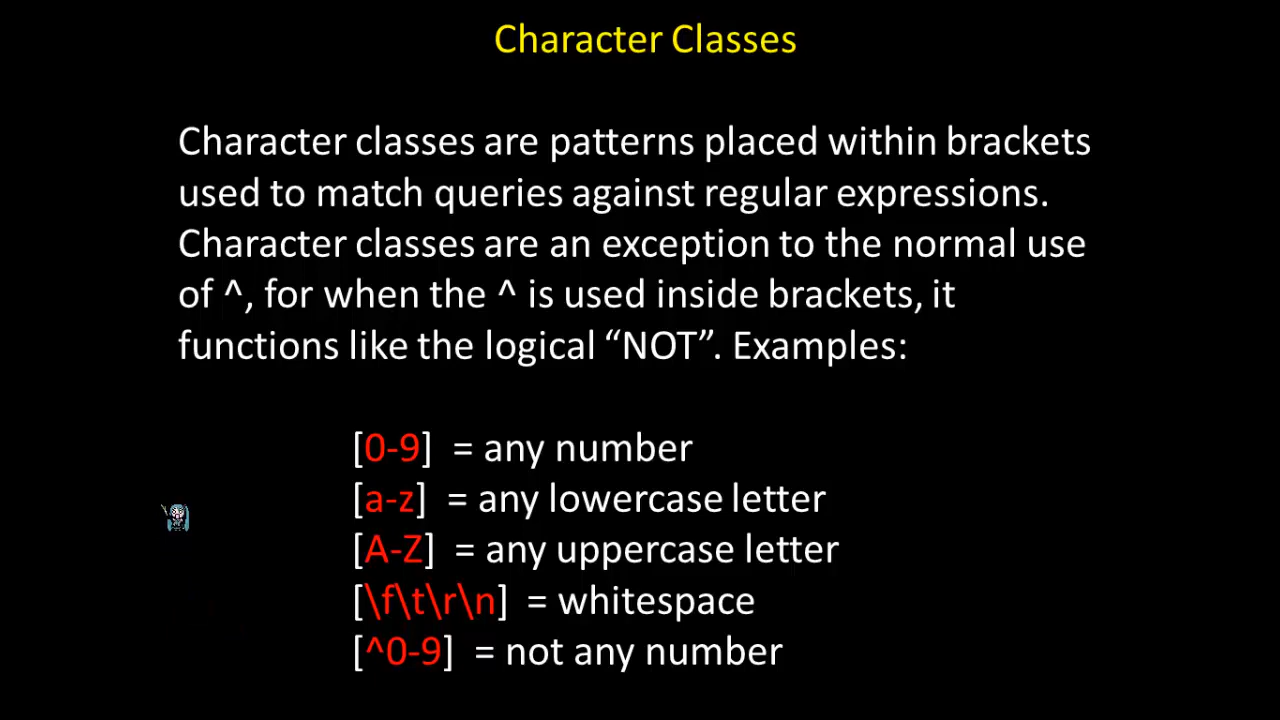 Character Classes
Character classes are patterns placed within brackets
used to match queries against regular expressions.
Character classes are an exception to the normal use
of ^, for when the ^ is used inside brackets, it
functions like the logical “NOT”. Examples:
[0-9] = any number
[a-z] = any lowercase letter
[A-Z] = any uppercase letter
[\f\t\r\n] = whitespace
[^0-9] = not any number